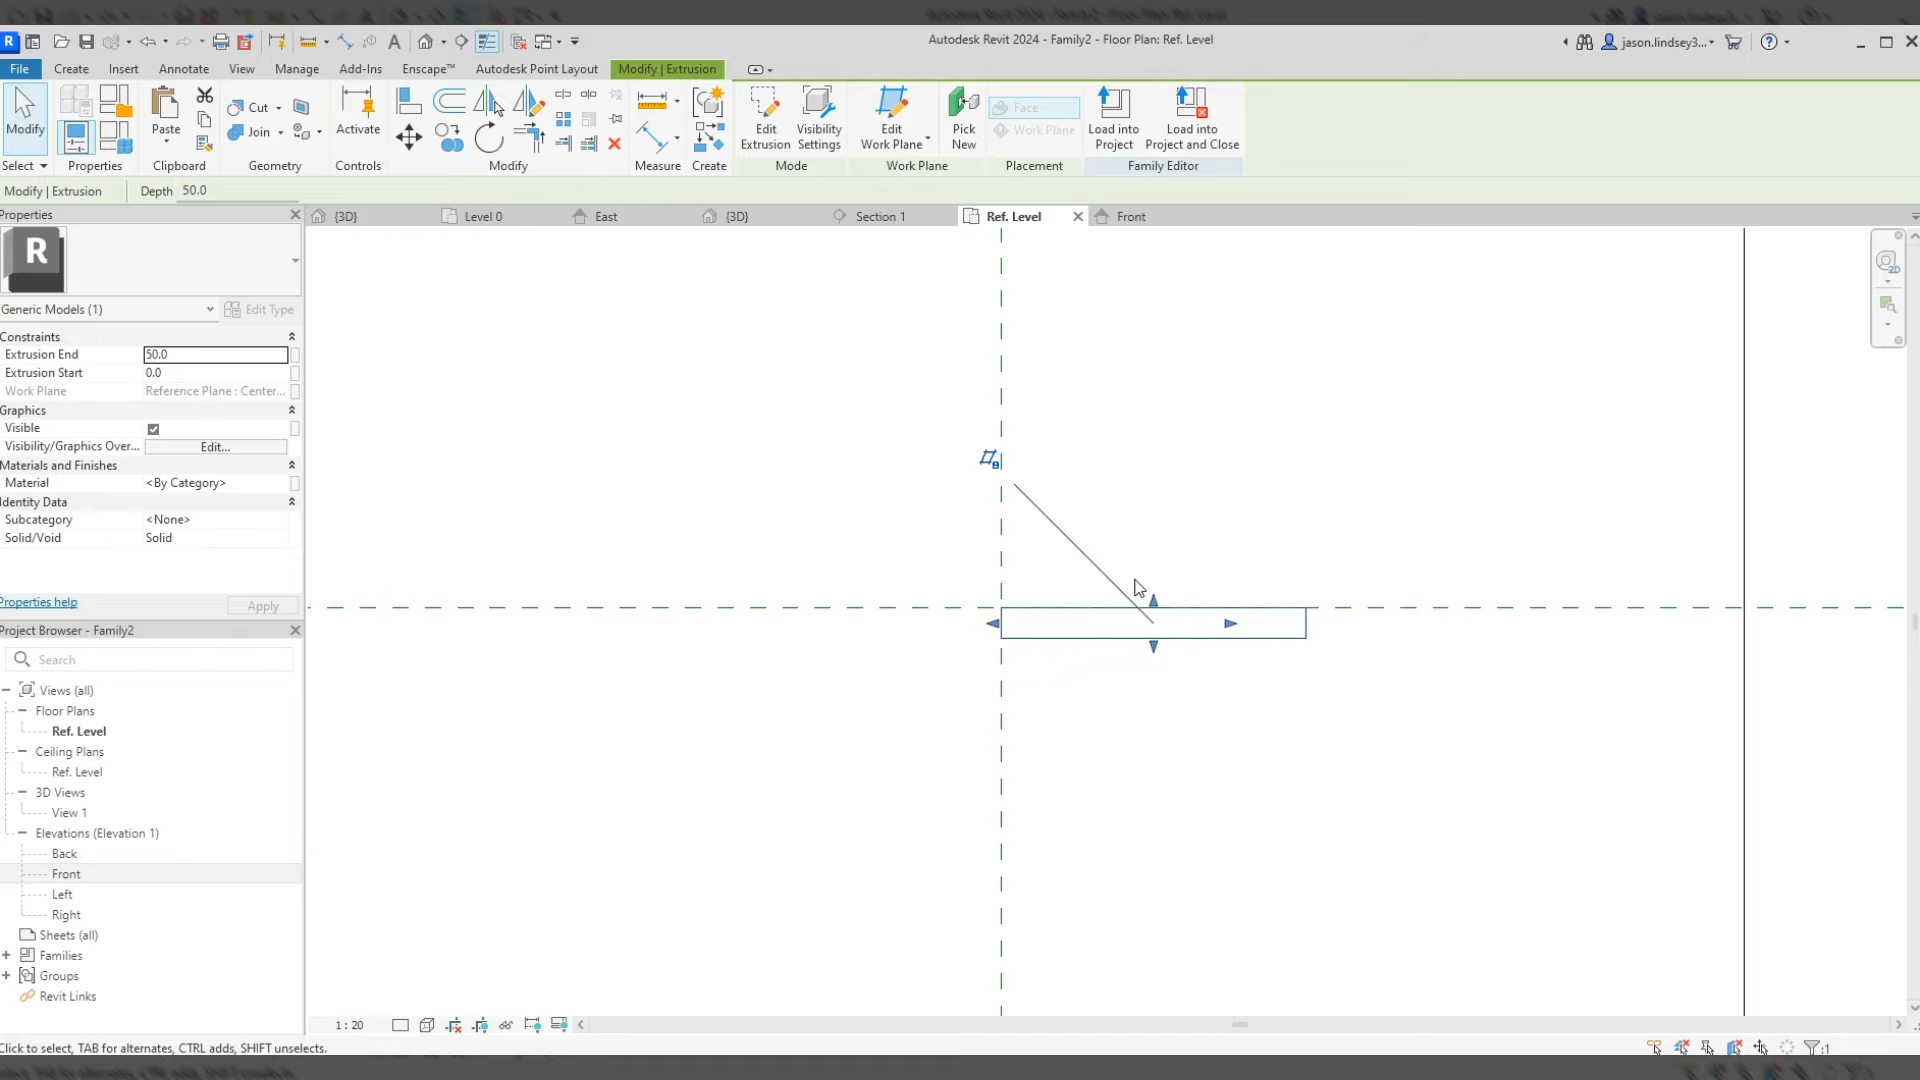 Autodesk Revit 2024 - Family2 - Floor Plan: Ref. Level
jason.lindsey3...
File Create Insert Annotate View Manage Add-Ins Enscape™ Autodesk Point Layout Modify | Extrusion
Modify Paste Cut Join Activate Edit Extrusion Visibility Settings Edit Work Plane Pick New Face Work Plane Load into Project Load into Project and Close
Select Properties Clipboard Geometry Controls Modify Measure Create Mode Work Plane Placement Family Editor
Modify | Extrusion Depth 50.0
Properties
{3D} Level 0 East {3D} Section 1 Ref. Level Front
R
2D
Generic Models (1) Edit Type
Constraints
Extrusion End 50.0
Extrusion Start 0.0
Work Plane Reference Plane : Center...
Graphics
Visible
Visibility/Graphics Over... Edit...
Materials and Finishes
Material <By Category>
Identity Data
Subcategory <None>
Solid/Void Solid
Properties help Apply
Project Browser - Family2
Search
Views (all)
Floor Plans
Ref. Level
Ceiling Plans
Ref. Level
3D Views
View 1
Elevations (Elevation 1)
Back
Front
Left
Right
Sheets (all)
Families
Groups
Revit Links
1 : 20
Click to select, TAB for alternates, CTRL adds, SHIFT unselects.
:1